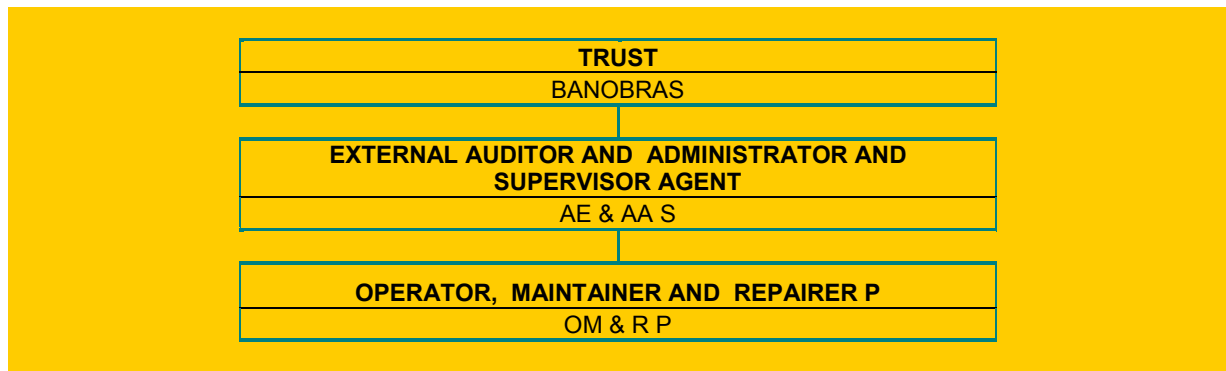 TRUST
BANOBRAS
EXTERNAL AUDITOR AND ADMINISTRATOR AND
SUPERVISOR AGENT
AE & AA S
OPERATOR, MAINTAINER AND REPAIRER P
OM & R P